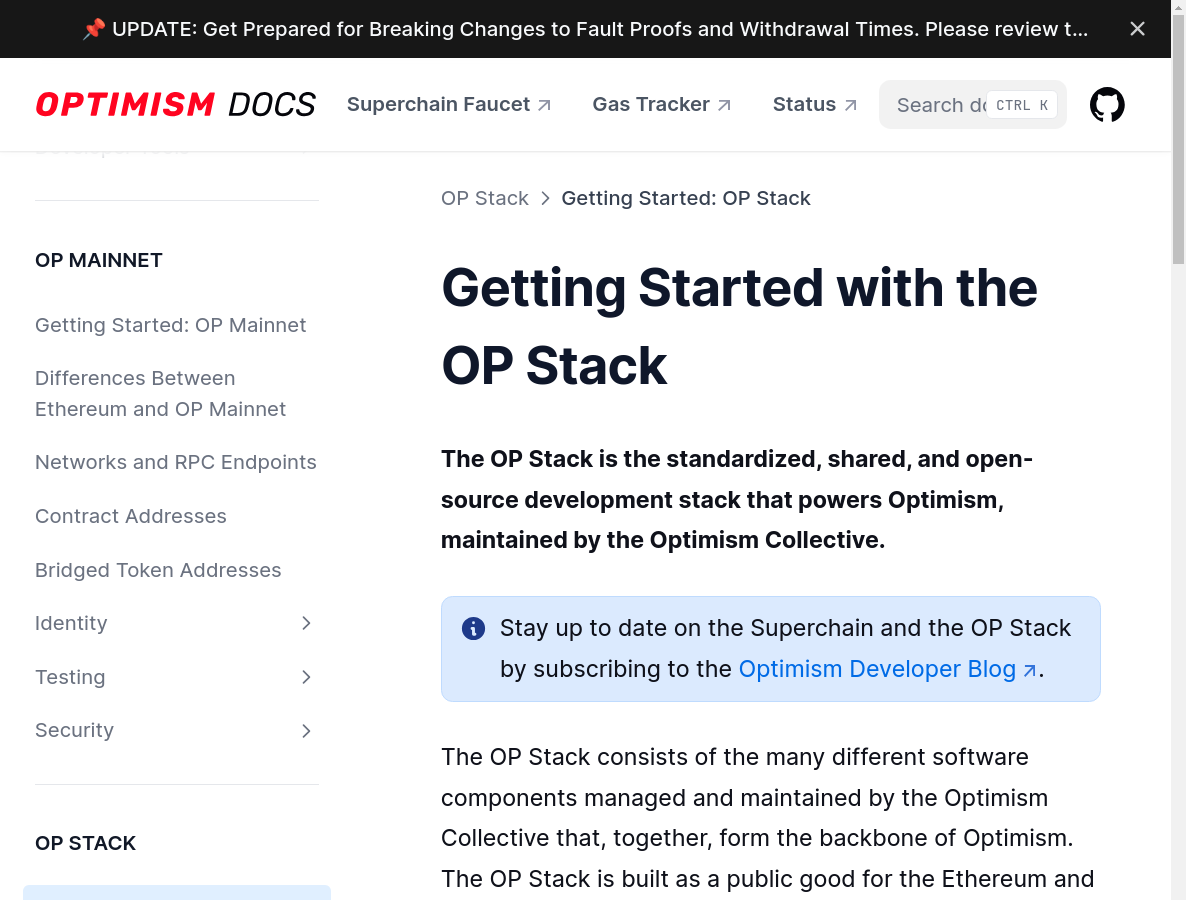 📌 UPDATE: Get Prepared for Breaking Changes to Fault Proofs and Withdrawal Times. Please review t...
OPTIMISM DOCS
Superchain Faucet
Gas Tracker
Status
Search do
CTRL K
Developer Tools
OP MAINNET
Getting Started: OP Mainnet
Differences Between
Ethereum and OP Mainnet
Networks and RPC Endpoints
Contract Addresses
Bridged Token Addresses
Identity
Testing
Security
OP STACK
OP Stack > Getting Started: OP Stack
Getting Started with the
OP Stack
The OP Stack is the standardized, shared, and open-
source development stack that powers Optimism,
maintained by the Optimism Collective.
Stay up to date on the Superchain and the OP Stack
by subscribing to the Optimism Developer Blog.
The OP Stack consists of the many different software
components managed and maintained by the Optimism
Collective that, together, form the backbone of Optimism.
The OP Stack is built as a public good for the Ethereum and